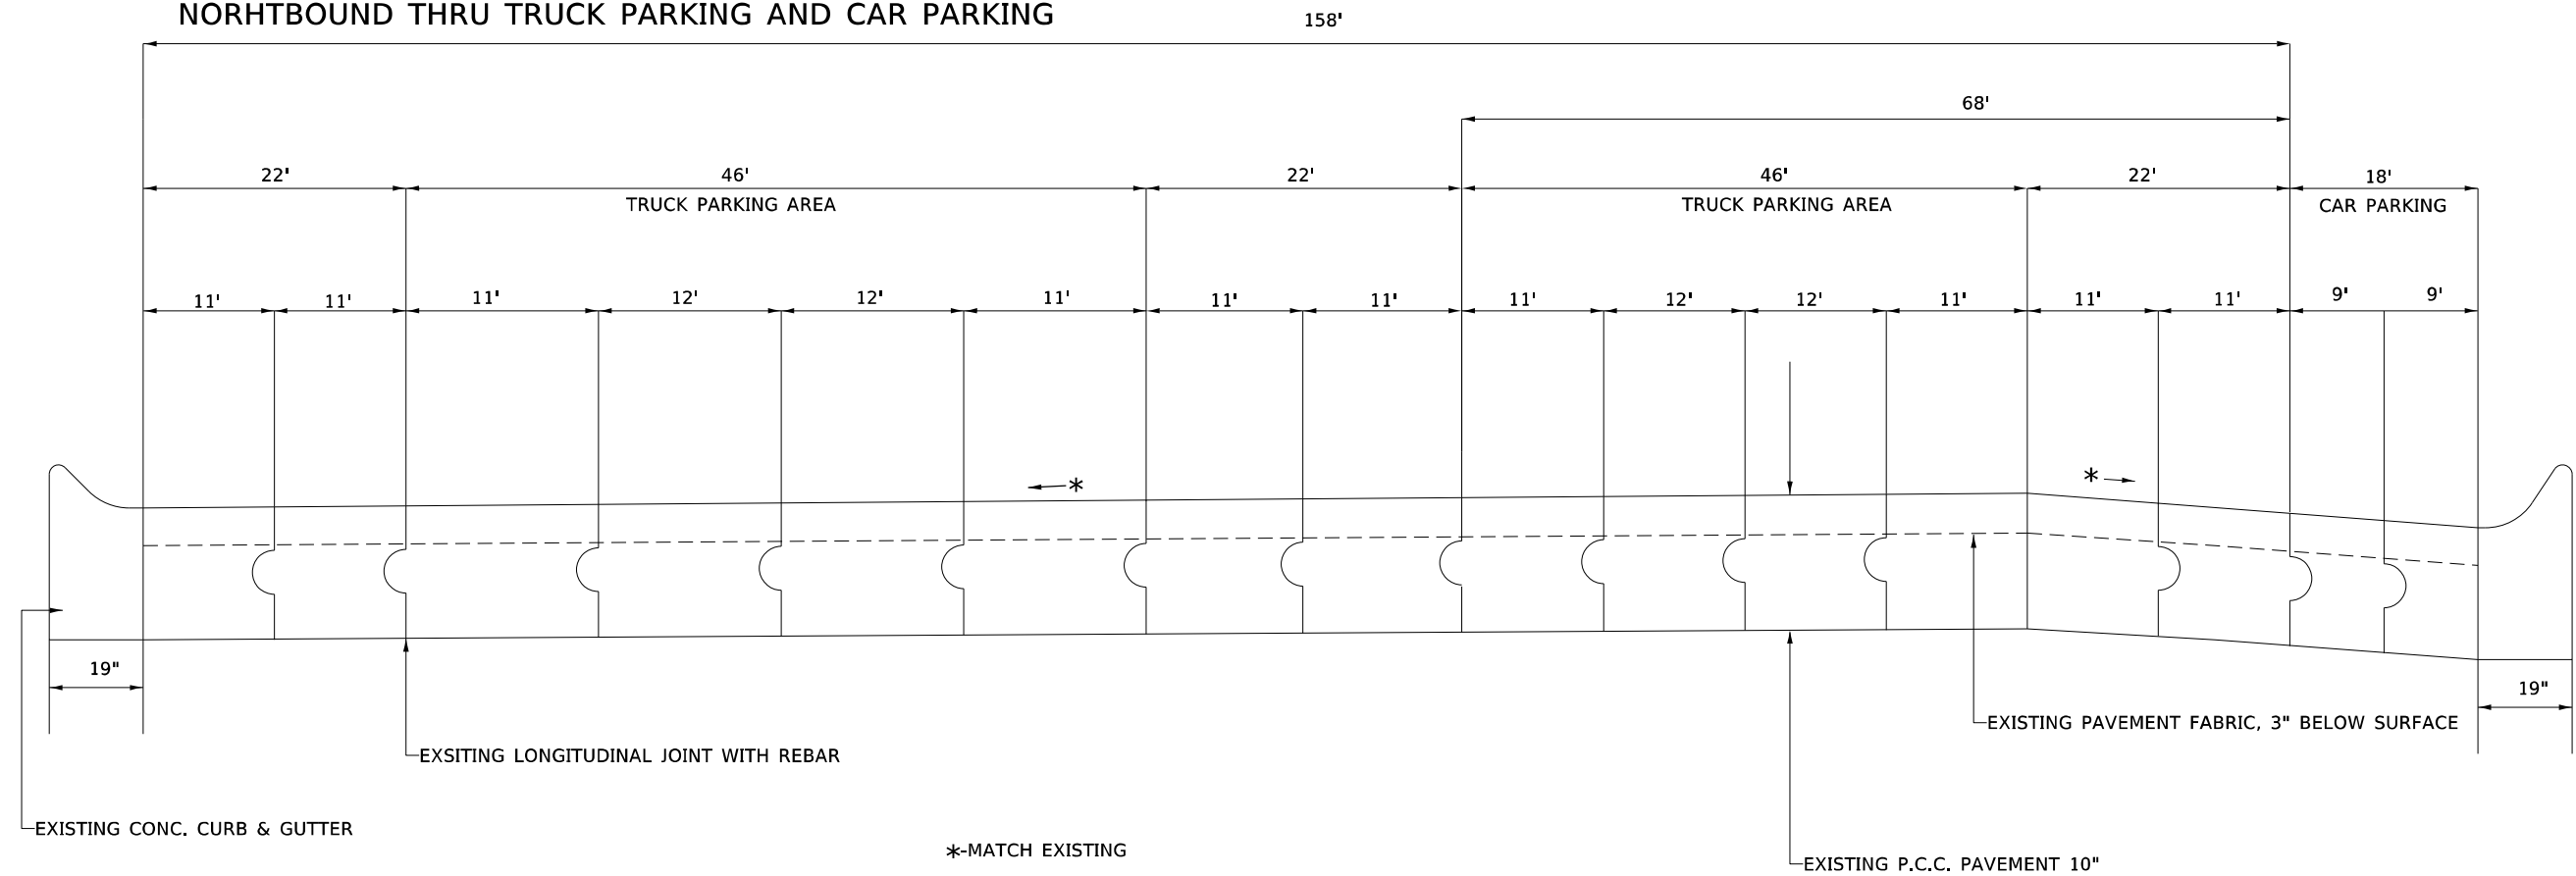 NORHTBOUND THRU TRUCK PARKING AND CAR PARKING
158'
68'
22' 46' 22' 46' 22' 18'
TRUCK PARKING AREA TRUCK PARKING AREA CAR PARKING
11' 11' 11' 12' 12' 11' 11' 11' 11' 12' 12' 11' 11' 11' 9' 9'
* *
19" 19"
EXISTING PAVEMENT FABRIC, 3" BELOW SURFACE
EXSITING LONGITUDINAL JOINT WITH REBAR
EXISTING CONC. CURB & GUTTER
*-MATCH EXISTING
EXISTING P.C.C. PAVEMENT 10"